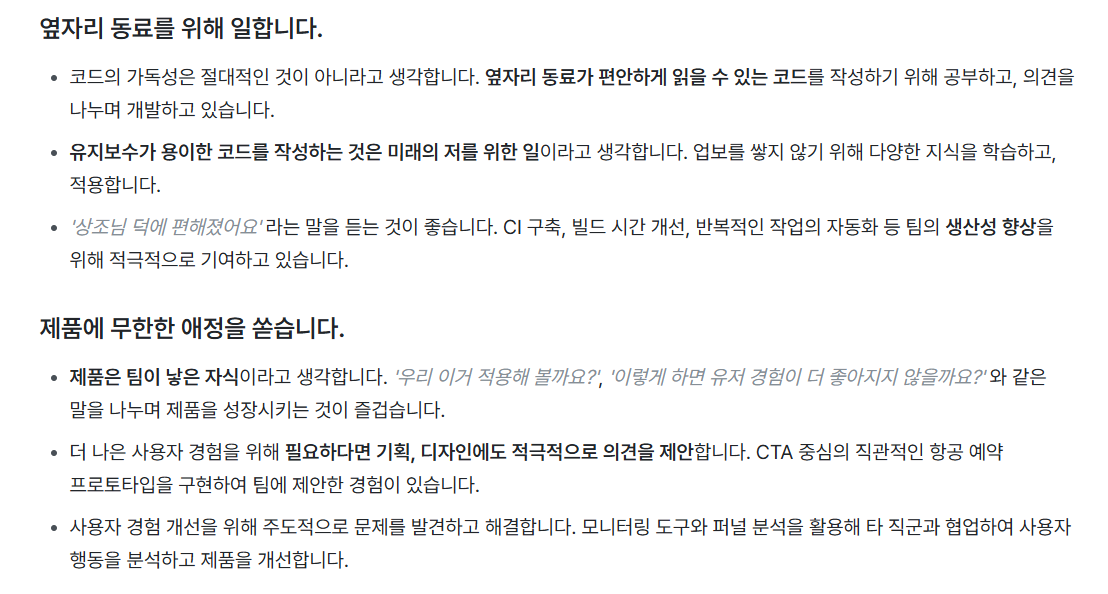 옆자리 동료를 위해 일합니다.
• 코드의 가독성은 절대적인 것이 아니라고 생각합니다. 옆자리 동료가 편안하게 읽을 수 있는 코드를 작성하기 위해 공부하고, 의견을
나누며 개발하고 있습니다.
• 유지보수가 용이한 코드를 작성하는 것은 미래의 저를 위한 일이라고 생각합니다. 업보를 쌓지 않기 위해 다양한 지식을 학습하고,
적용합니다.
• '상조님 덕에 편해졌어요' 라는 말을 듣는 것이 좋습니다. CI 구축, 빌드 시간 개선, 반복적인 작업의 자동화 등 팀의 생산성 향상을
위해 적극적으로 기여하고 있습니다.
제품에 무한한 애정을 쏟습니다.
• 제품은 팀이 낳은 자식이라고 생각합니다. '우리 이거 적용해 볼까요?', '이렇게 하면 유저 경험이 더 좋아지지 않을까요?' 와 같은
말을 나누며 제품을 성장시키는 것이 즐겁습니다.
• 더 나은 사용자 경험을 위해 필요하다면 기획, 디자인에도 적극적으로 의견을 제안합니다. CTA 중심의 직관적인 항공 예약
프로토타입을 구현하여 팀에 제안한 경험이 있습니다.
• 사용자 경험 개선을 위해 주도적으로 문제를 발견하고 해결합니다. 모니터링 도구와 퍼널 분석을 활용해 타 직군과 협업하여 사용자
행동을 분석하고 제품을 개선합니다.